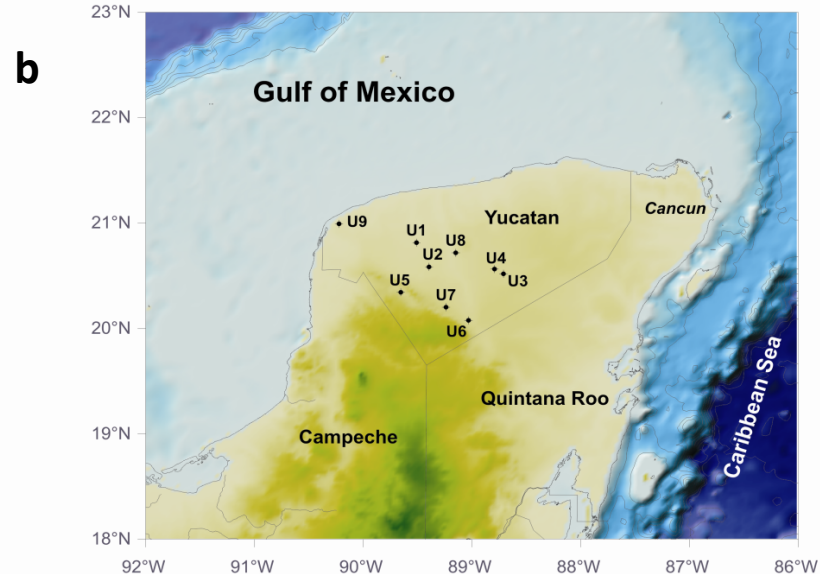 b
23°N
22°N
21°N
20°N
19°N
18°N
Gulf of Mexico
Yucatan
Cancun
U9
U1
U8
U2
U4
U3
U5
U7
U6
Quintana Roo
Campeche
Caribbean Sea
92°W
91°W
90°W
89°W
88°W
87°W
86°W